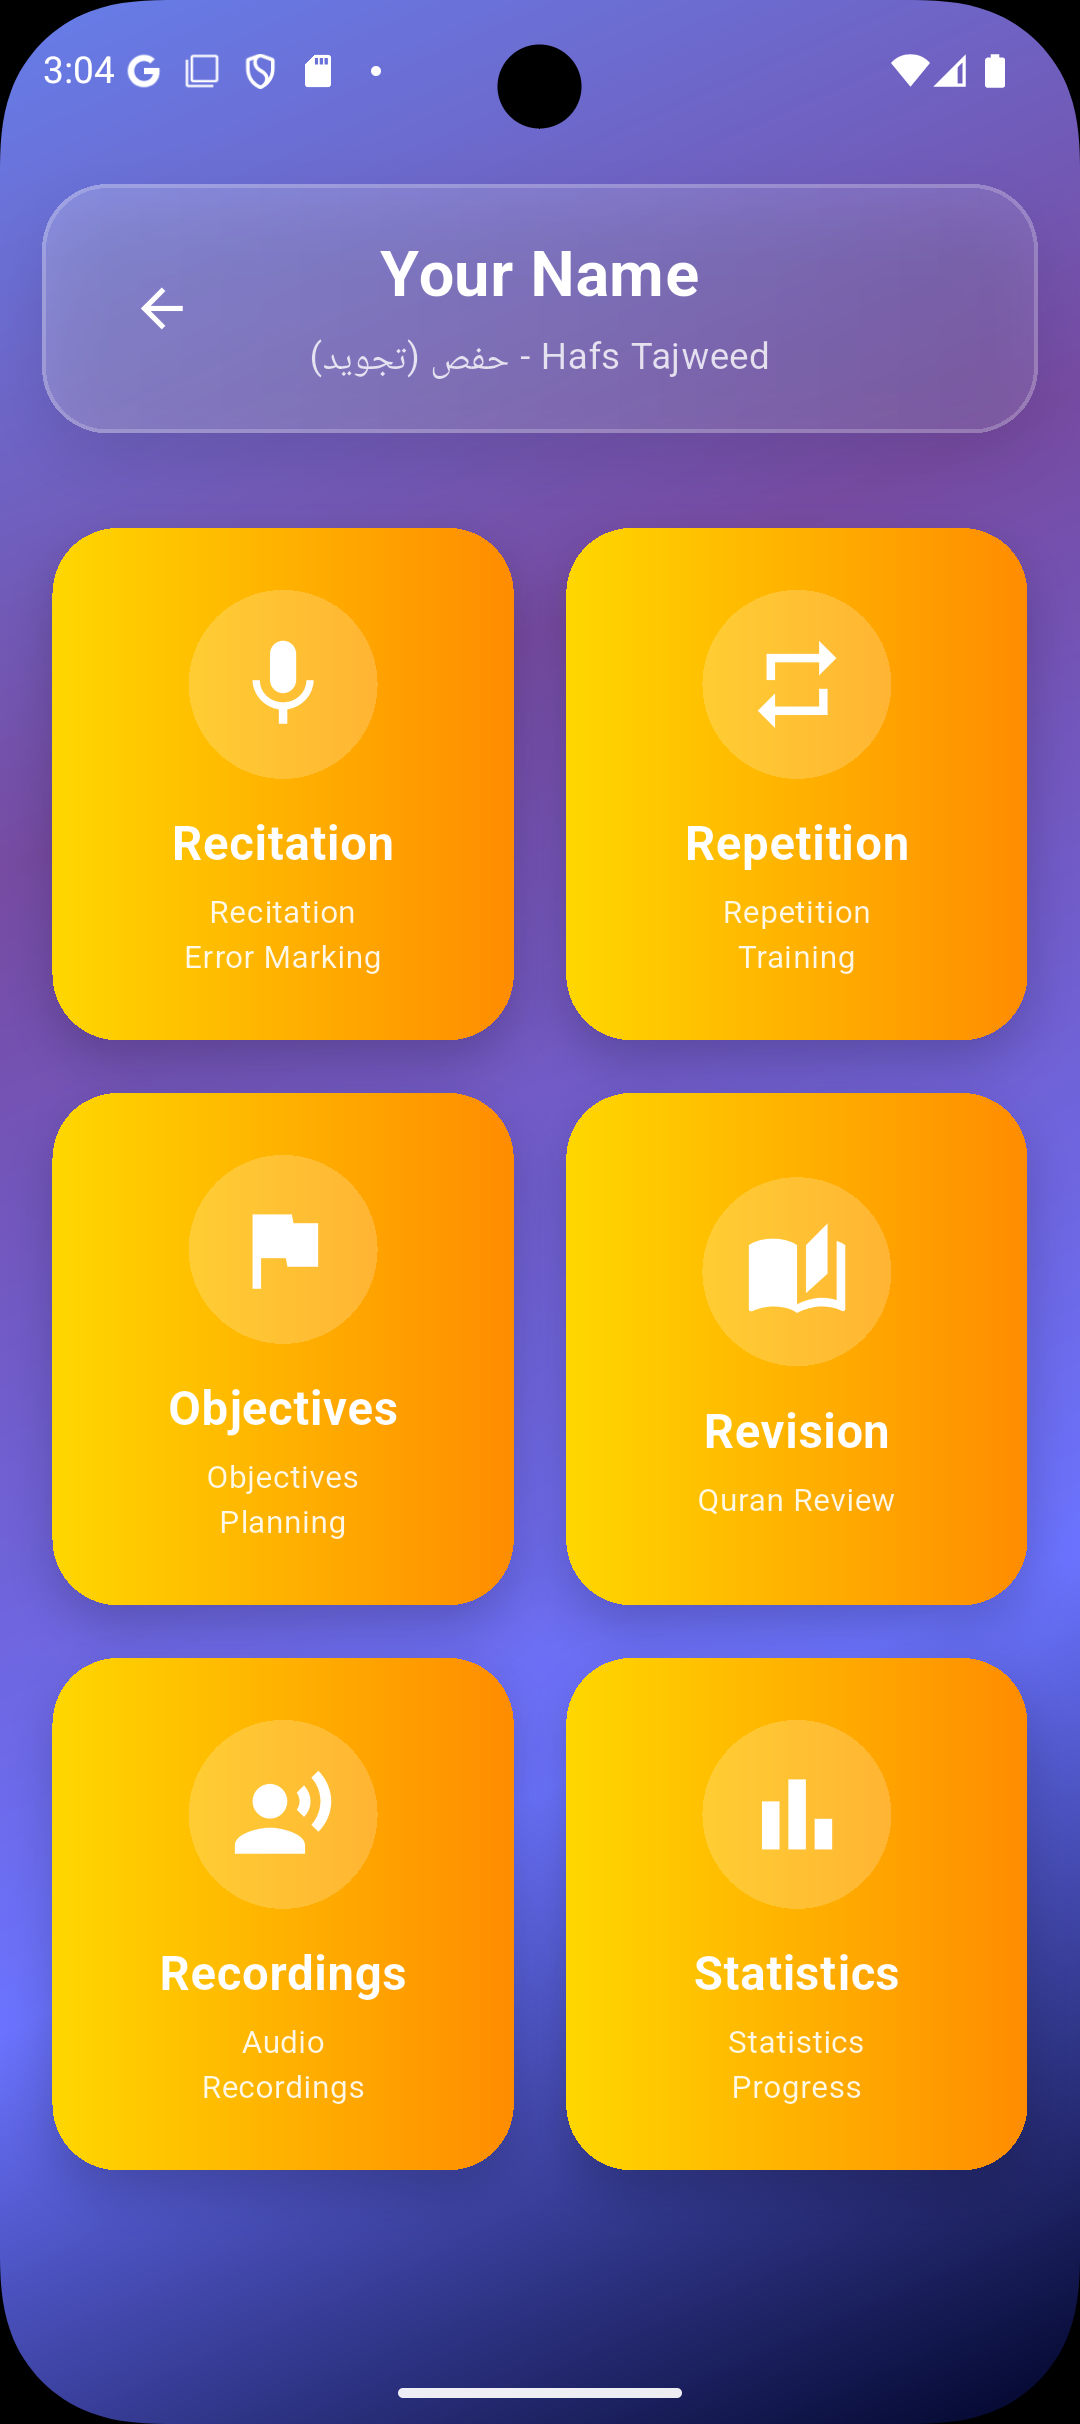 3:04
Your Name
حفص (تجويد) - Hafs Tajweed
Recitation
Recitation
Error Marking
Repetition
Repetition
Training
Objectives
Objectives
Planning
Revision
Quran Review
Recordings
Audio
Recordings
Statistics
Statistics
Progress